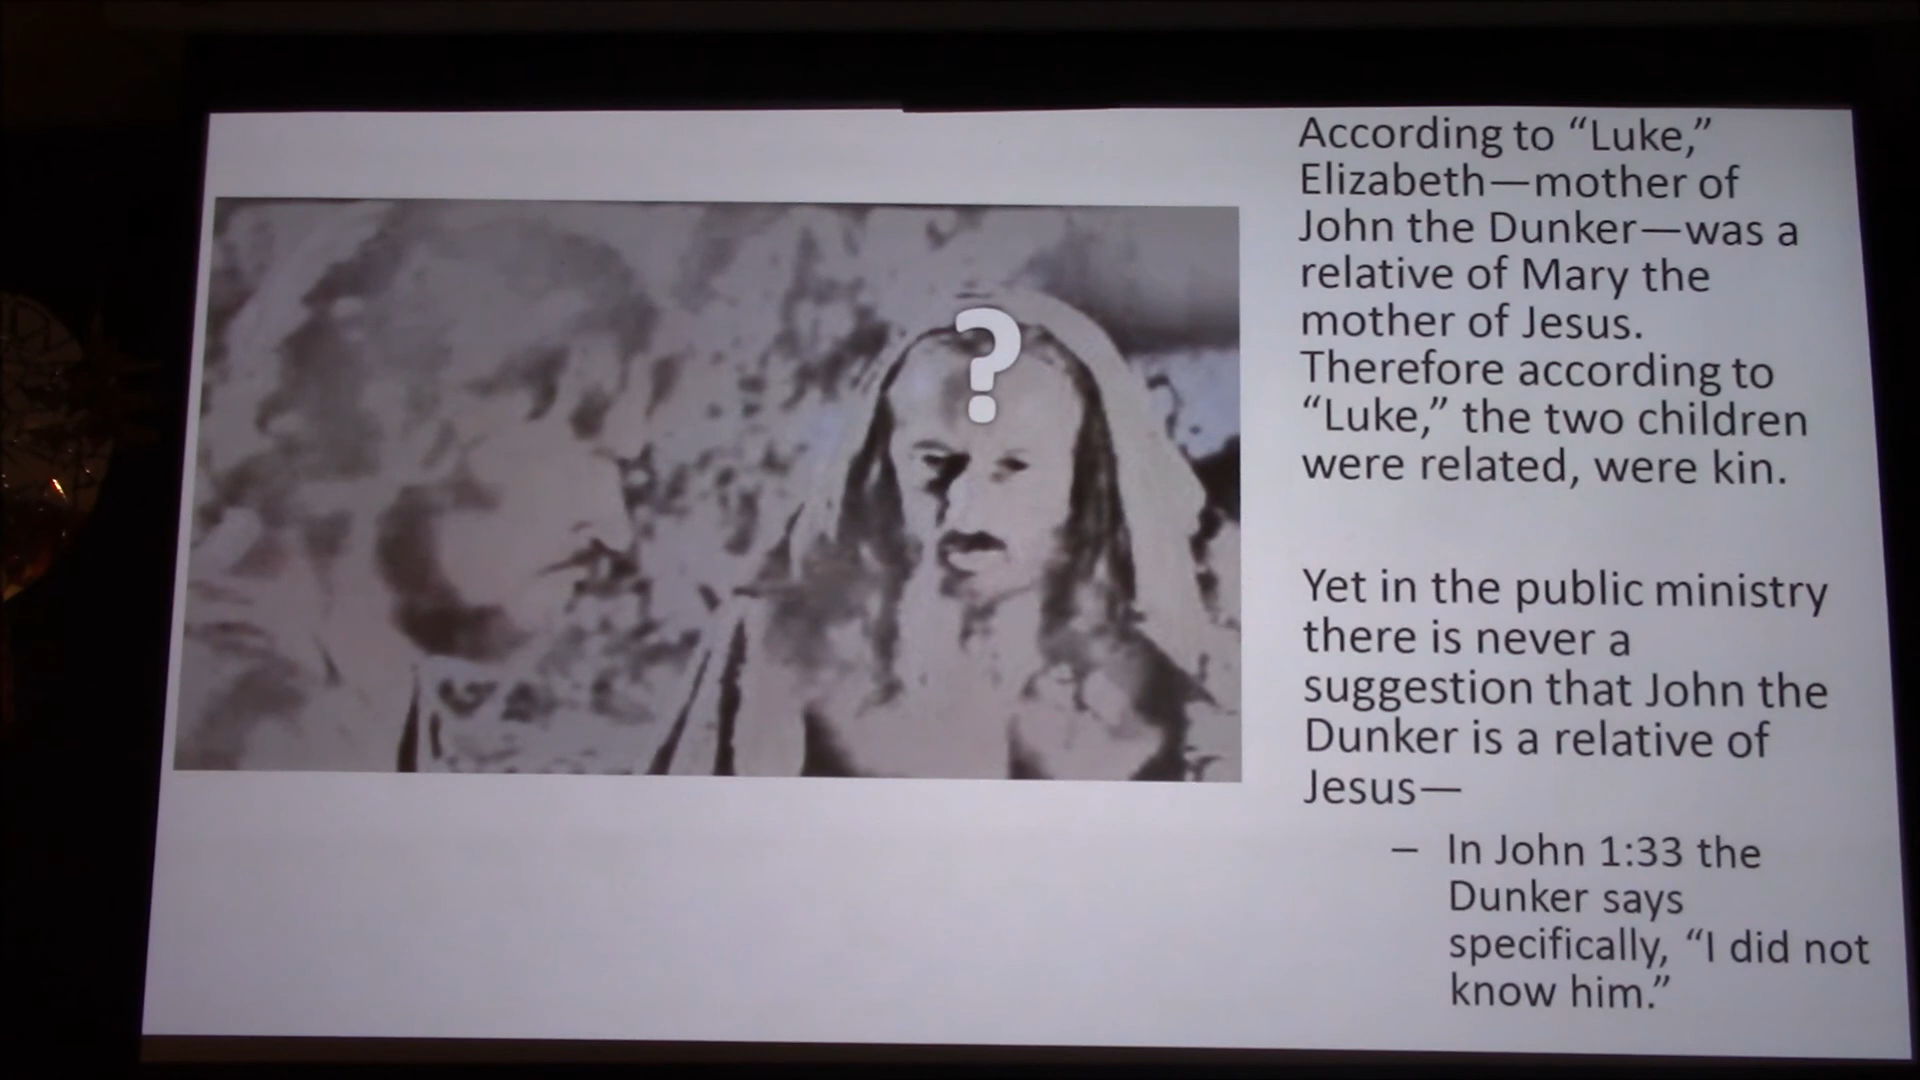 ?
According to “Luke,”
Elizabeth—mother of
John the Dunker—was a
relative of Mary the
mother of Jesus.
Therefore according to
“Luke,” the two children
were related, were kin.
Yet in the public ministry
there is never a
suggestion that John the
Dunker is a relative of
Jesus—
– In John 1:33 the
Dunker says
specifically, “I did not
know him.”